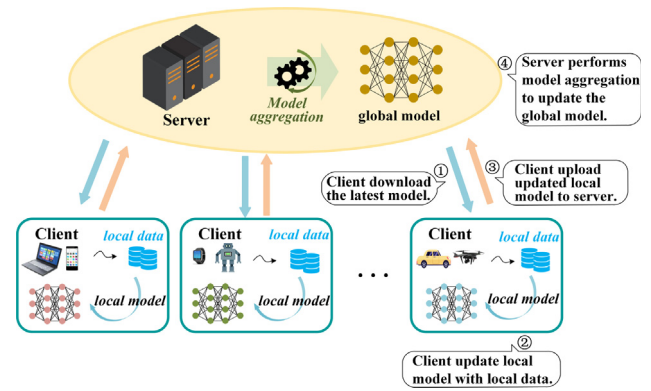 ④
Server performs
model aggregation
to update the
global model.
Server
Model
aggregation
global model
①
Client download
the latest model.
③
Client upload
updated local
model to server.
Client
local data
local model
Client
local data
local model
...
Client
local data
local model
②
Client update local
model with local data.